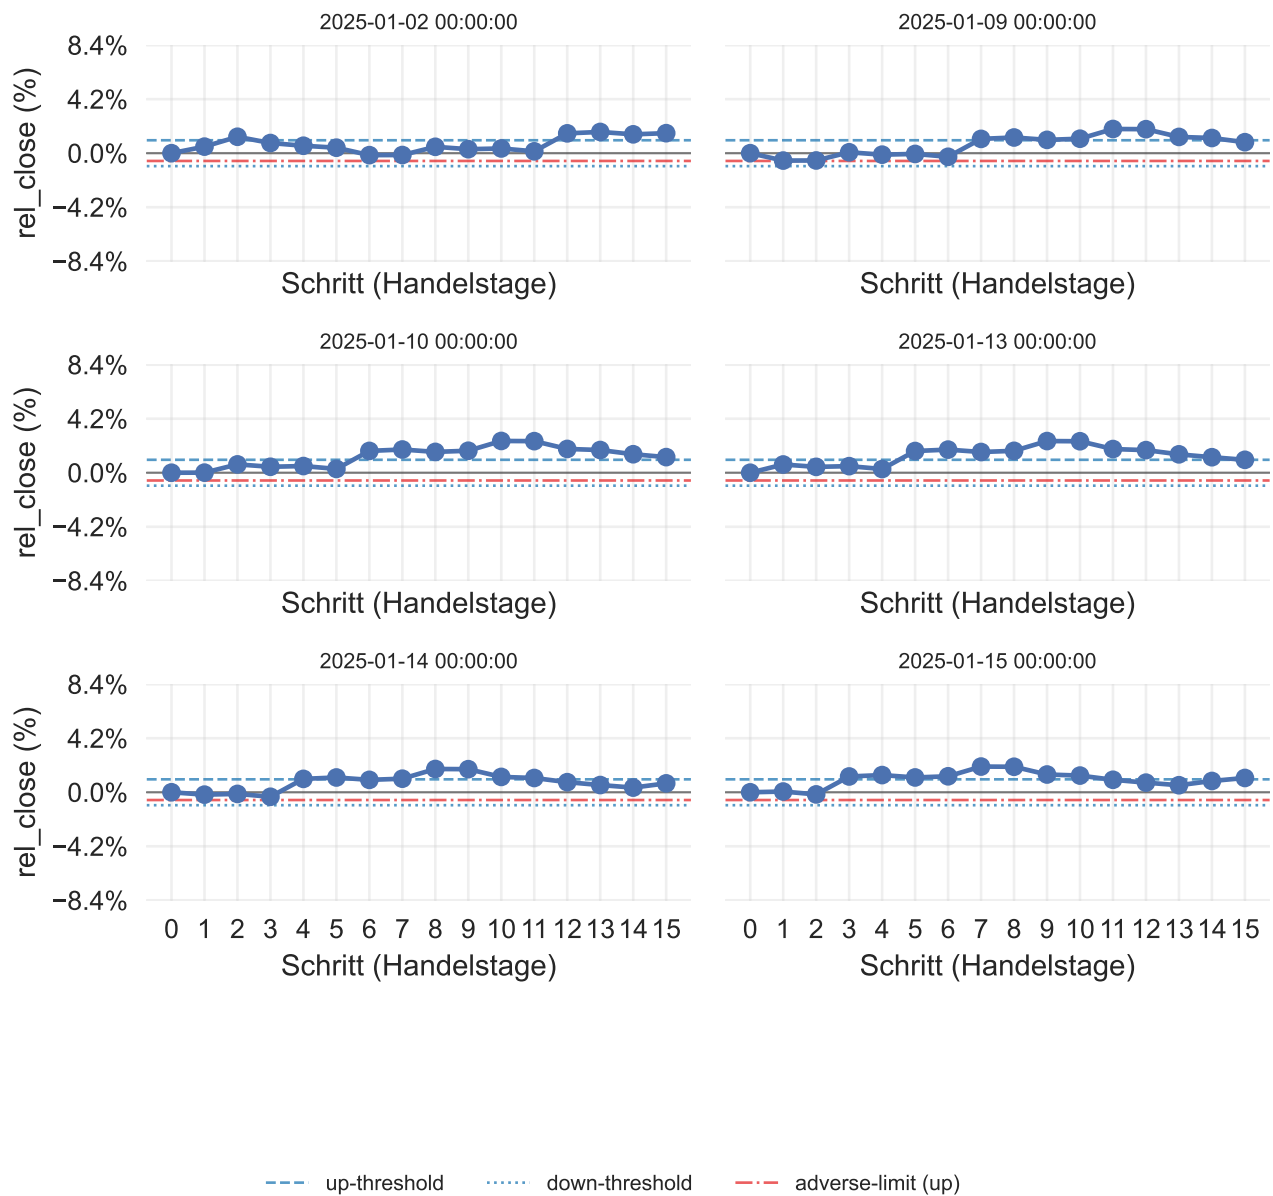 2025-01-02 00:00:00
2025-01-09 00:00:00
rel_close (%)
8.4%
4.2%
0.0%
−4.2%
−8.4%
Schritt (Handelstage)
Schritt (Handelstage)
2025-01-10 00:00:00
2025-01-13 00:00:00
rel_close (%)
8.4%
4.2%
0.0%
−4.2%
−8.4%
Schritt (Handelstage)
Schritt (Handelstage)
2025-01-14 00:00:00
2025-01-15 00:00:00
rel_close (%)
8.4%
4.2%
0.0%
−4.2%
−8.4%
0 1 2 3 4 5 6 7 8 9 10 11 12 13 14 15
0 1 2 3 4 5 6 7 8 9 10 11 12 13 14 15
Schritt (Handelstage)
Schritt (Handelstage)
up-threshold
down-threshold
adverse-limit (up)